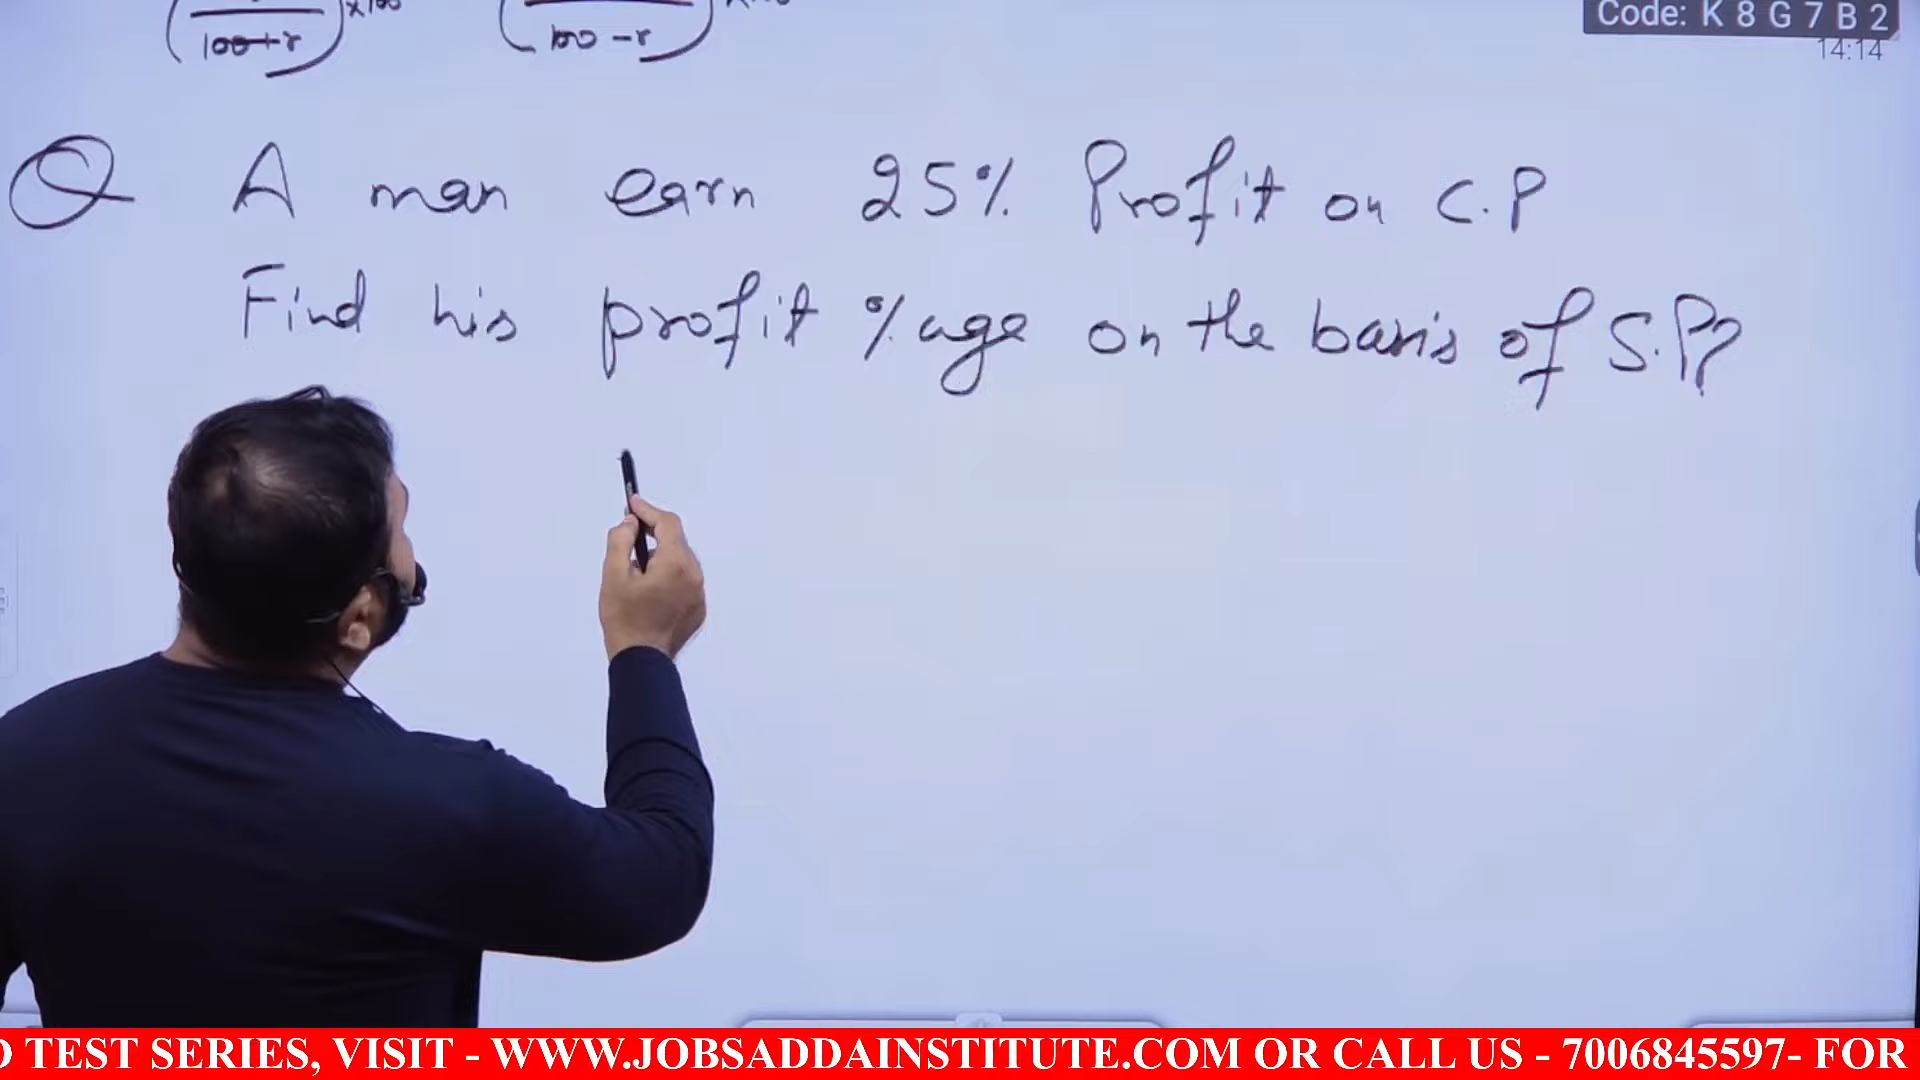 100+r ×100 100-r
Code: K 8 G 7 B 2
14:14
Q A man earn 25% Profit on C.P
Find his profit %age on the basis of S.P?
TEST SERIES, VISIT - WWW.JOBSADDAINSTITUTE.COM OR CALL US - 7006845597- FOR